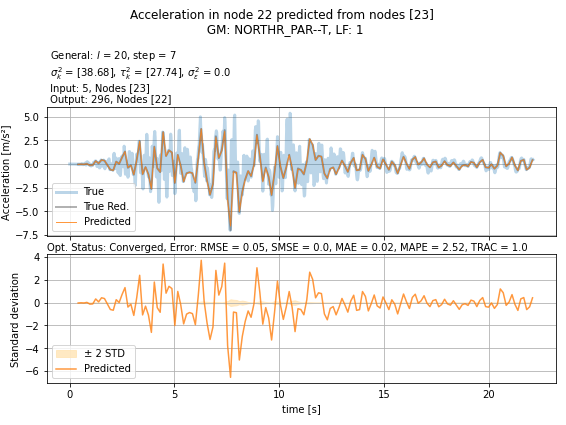 Acceleration in node 22 predicted from nodes [23]
GM: NORTHR_PAR--T, LF: 1
General: l = 20, step = 7
σ²ₖ = [38.68], τ²ₖ = [27.74], σ²ε = 0.0
Input: 5, Nodes [23]
Output: 296, Nodes [22]
Acceleration [m/s²]
5.0
2.5
0.0
−2.5
−5.0
−7.5
True
True Red.
Predicted
Opt. Status: Converged, Error: RMSE = 0.05, SMSE = 0.0, MAE = 0.02, MAPE = 2.52, TRAC = 1.0
Standard deviation
4
2
0
−2
−4
−6
± 2 STD
Predicted
0
5
10
15
20
time [s]